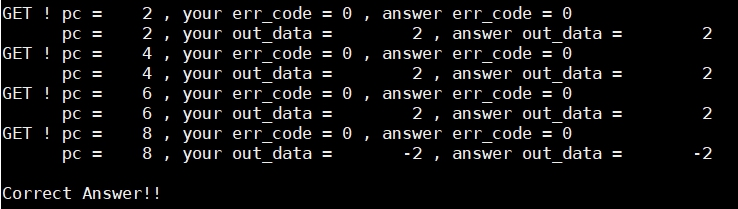 GET ! pc =    2 , your err_code = 0 , answer err_code = 0
      pc =    2 , your out_data =        2 , answer out_data =        2
GET ! pc =    4 , your err_code = 0 , answer err_code = 0
      pc =    4 , your out_data =        2 , answer out_data =        2
GET ! pc =    6 , your err_code = 0 , answer err_code = 0
      pc =    6 , your out_data =        2 , answer out_data =        2
GET ! pc =    8 , your err_code = 0 , answer err_code = 0
      pc =    8 , your out_data =       -2 , answer out_data =       -2
Correct Answer!!